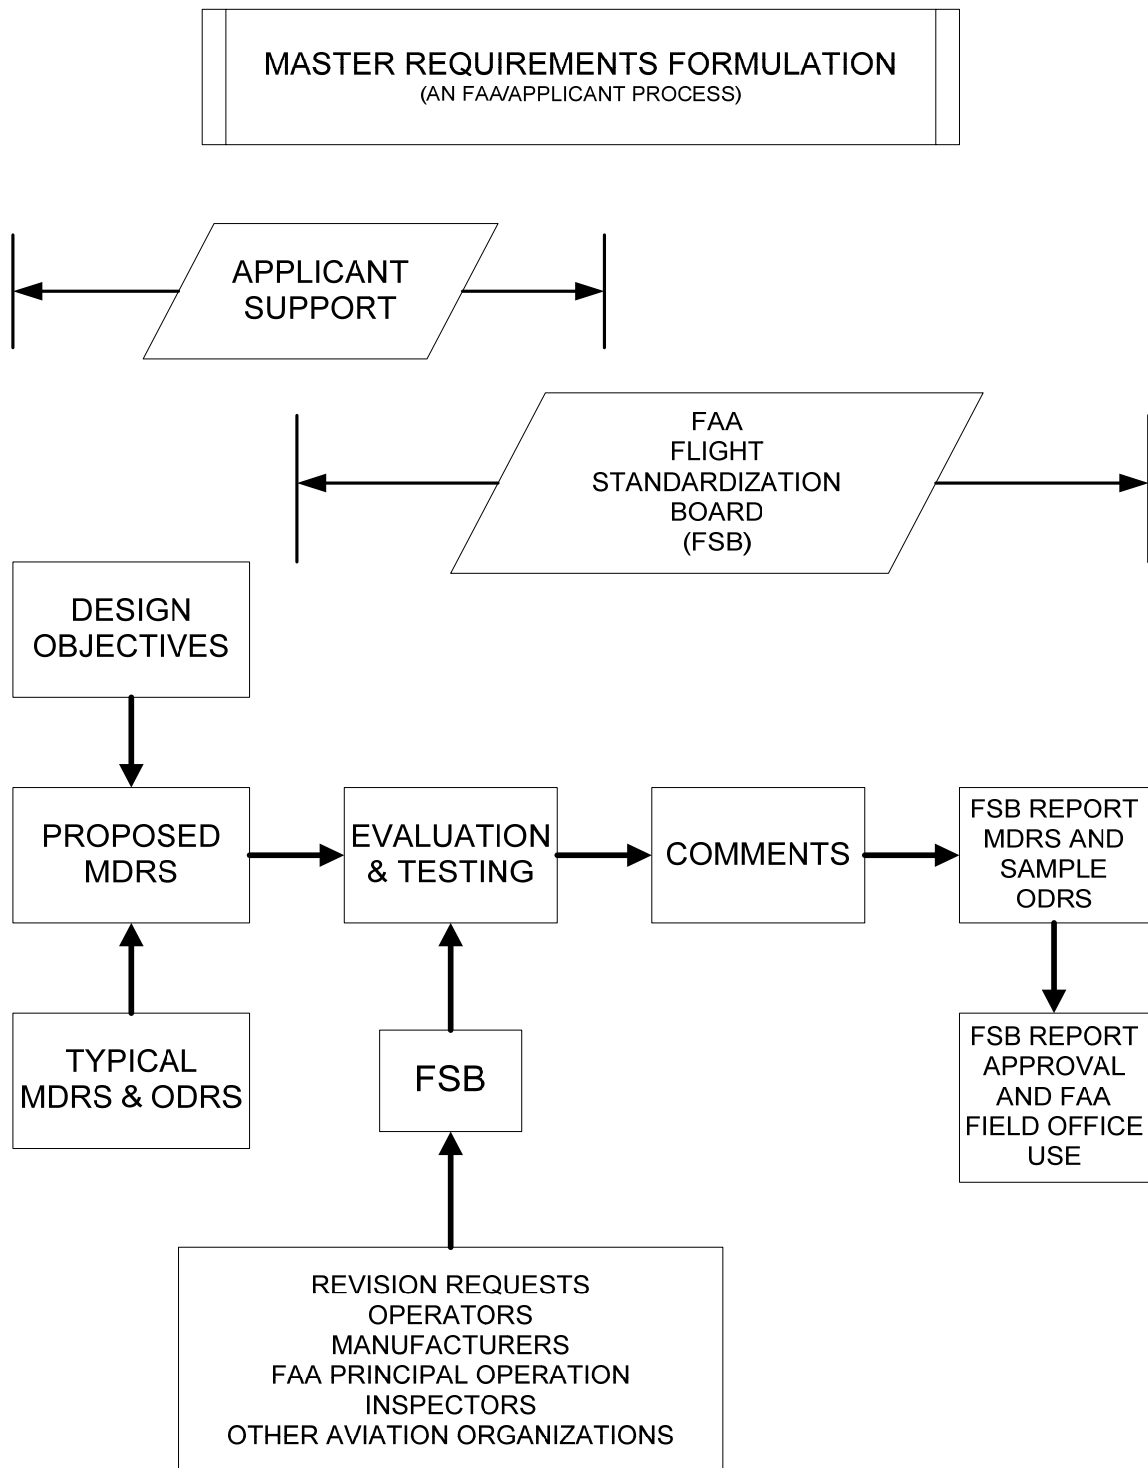 MASTER REQUIREMENTS FORMULATION
(AN FAA/APPLICANT PROCESS)
APPLICANT
SUPPORT
FAA
FLIGHT
STANDARDIZATION
BOARD
(FSB)
DESIGN
OBJECTIVES
PROPOSED
MDRS
EVALUATION
& TESTING
COMMENTS
FSB REPORT
MDRS AND
SAMPLE
ODRS
TYPICAL
MDRS & ODRS
FSB
FSB REPORT
APPROVAL
AND FAA
FIELD OFFICE
USE
REVISION REQUESTS
OPERATORS
MANUFACTURERS
FAA PRINCIPAL OPERATION
INSPECTORS
OTHER AVIATION ORGANIZATIONS